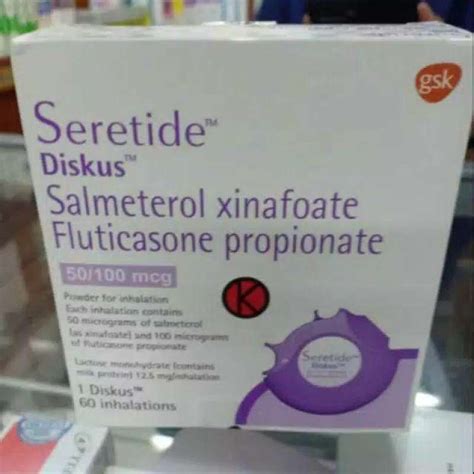 gsk
Seretide™
Diskus™
Salmeterol xinafoate
Fluticasone propionate
50/100 mcg
Powder for inhalation
Each inhalation contains
50 micrograms of salmeterol
(as xinafoate) and 100 micrograms
of fluticasone propionate
Lactose monohydrate (contains
milk protein) 12.5 mg/inhalation
1 Diskus™
60 inhalations
K
Seretide™
Diskus™